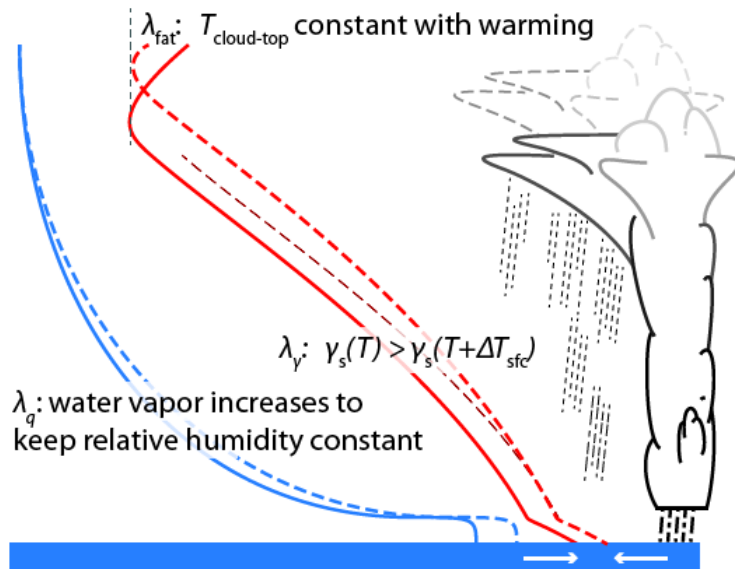 λfat: Tcloud-top constant with warming
λγ: γs(T) > γs(T+ΔTsfc)
λq: water vapor increases to
keep relative humidity constant